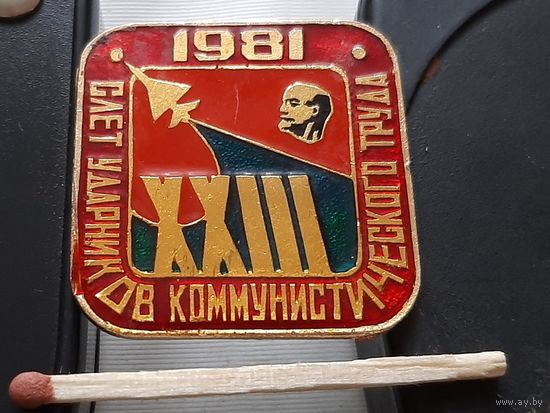 1981
СЛЕТ УДАРНИКОВ КОММУНИСТИЧЕСКОГО ТРУДА
XXIII
www.ay.by